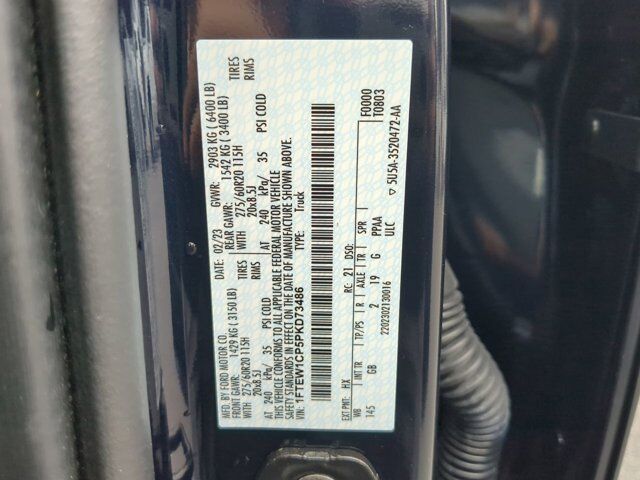 MFD. BY FORD MOTOR CO.
DATE: 02/23 GVWR: 2903 KG ( 6400 LB)
FRONT GAWR: 1429 KG ( 3150 LB) REAR GAWR: 1542 KG ( 3400 LB)
WITH 275/60R20 115H TIRES WITH 275/60R20 115H TIRES
20x8.5J RIMS 20x8.5J RIMS
AT 240 kPa/ 35 PSI COLD AT 240 kPa/ 35 PSI COLD
THIS VEHICLE CONFORMS TO ALL APPLICABLE FEDERAL MOTOR VEHICLE
SAFETY STANDARDS IN EFFECT ON THE DATE OF MANUFACTURE SHOWN ABOVE.
VIN: 1FTEW1CP5PKD73486 TYPE: Truck
F0000
T0803
EXT PNT: HX RC: 21 DSO:
WB INT TR TP/PS R AXLE TR SPR
145 GB 2 19 G PPAA
ULC
2202302130016
▽ 5U5A-3520472-AA